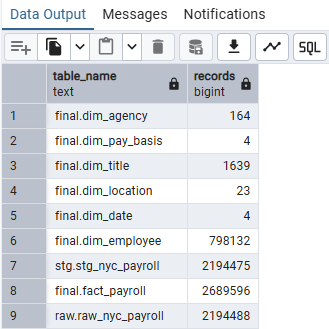 Data Output Messages Notifications
SQL
table_name records
text bigint
1 final.dim_agency 164
2 final.dim_pay_basis 4
3 final.dim_title 1639
4 final.dim_location 23
5 final.dim_date 4
6 final.dim_employee 798132
7 stg.stg_nyc_payroll 2194475
8 final.fact_payroll 2689596
9 raw.raw_nyc_payroll 2194488